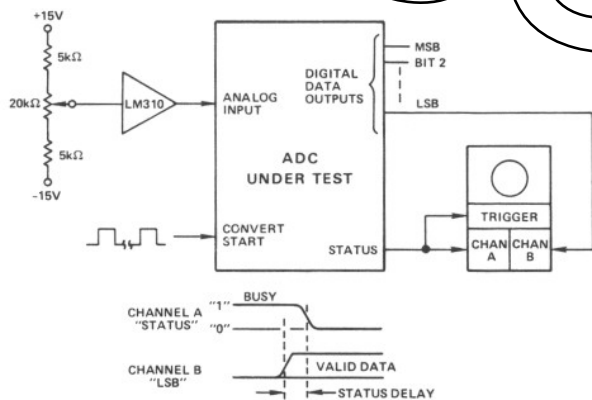 +15V
5kΩ
20kΩ
5kΩ
-15V
LM310
ANALOG
INPUT
DIGITAL
DATA
OUTPUTS
MSB
BIT 2
LSB
ADC
UNDER TEST
CONVERT
START
STATUS
TRIGGER
CHAN
A
CHAN
B
CHANNEL A
"STATUS"
"1"
BUSY
"0"
CHANNEL B
"LSB"
VALID DATA
STATUS DELAY